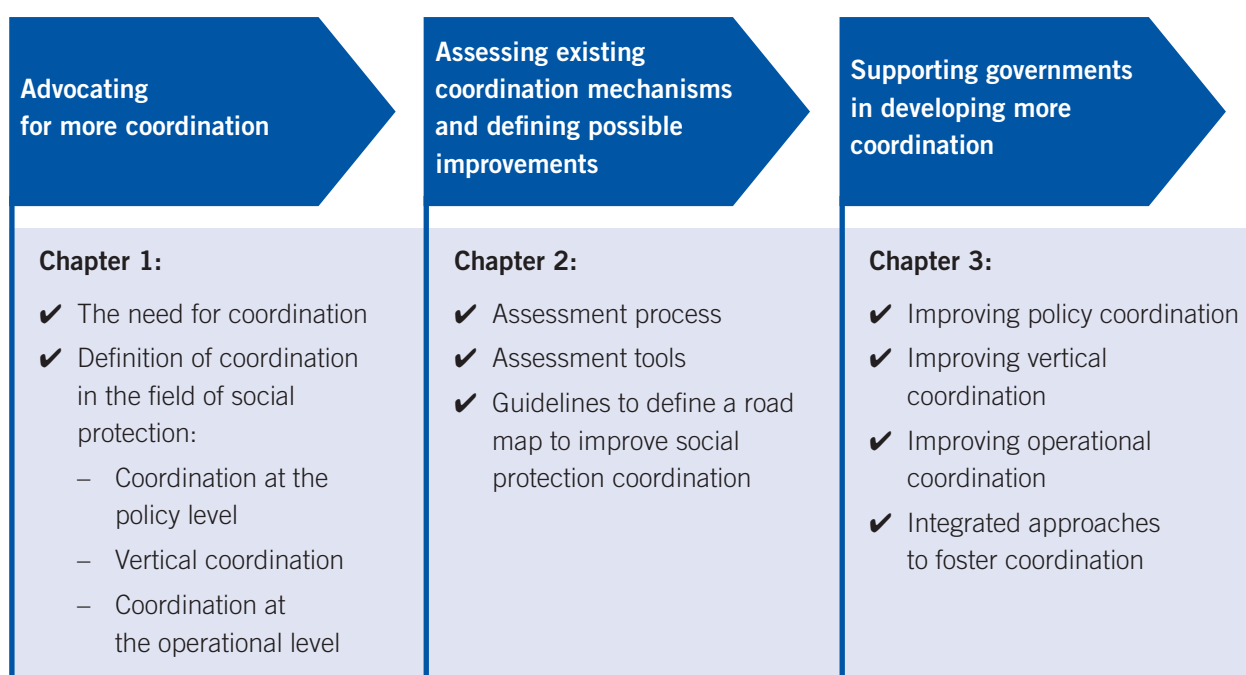 Advocating
for more coordination
Chapter 1:
✔ The need for coordination
✔ Definition of coordination
in the field of social
protection:
– Coordination at the
policy level
– Vertical coordination
– Coordination at
the operational level
Assessing existing
coordination mechanisms
and defining possible
improvements
Chapter 2:
✔ Assessment process
✔ Assessment tools
✔ Guidelines to define a road
map to improve social
protection coordination
Supporting governments
in developing more
coordination
Chapter 3:
✔ Improving policy coordination
✔ Improving vertical
coordination
✔ Improving operational
coordination
✔ Integrated approaches
to foster coordination